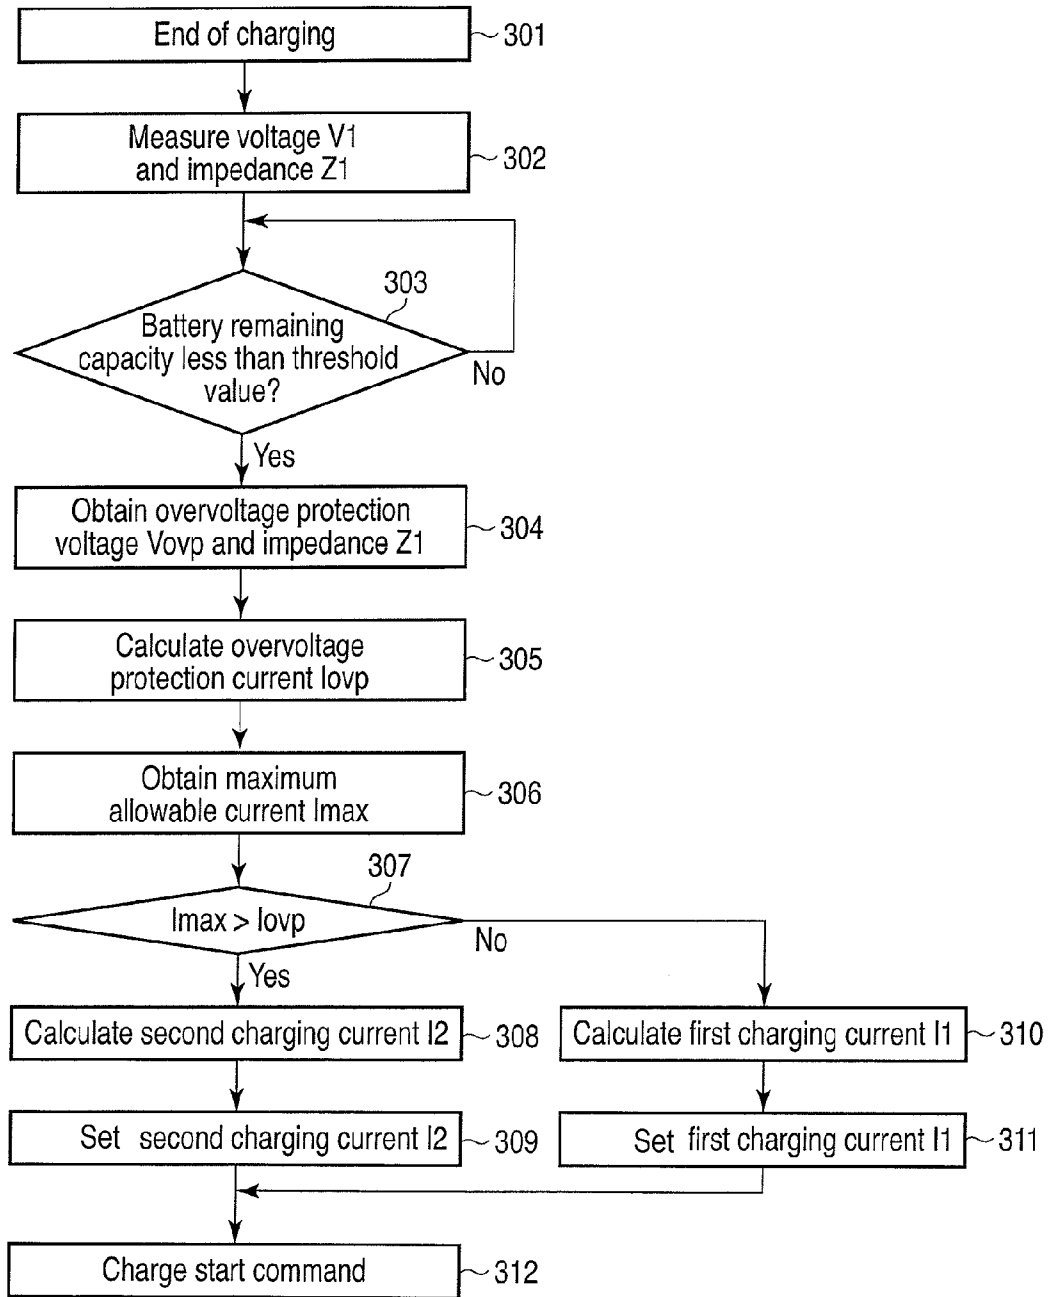 End of charging
301
Measure voltage V1
and impedance Z1
302
303
Battery remaining
capacity less than threshold
value?
No
Yes
Obtain overvoltage protection
voltage Vovp and impedance Z1
304
Calculate overvoltage
protection current Iovp
305
Obtain maximum
allowable current Imax
306
307
Imax > Iovp
No
Yes
Calculate second charging current I2
308
Calculate first charging current I1
310
Set second charging current I2
309
Set first charging current I1
311
Charge start command
312